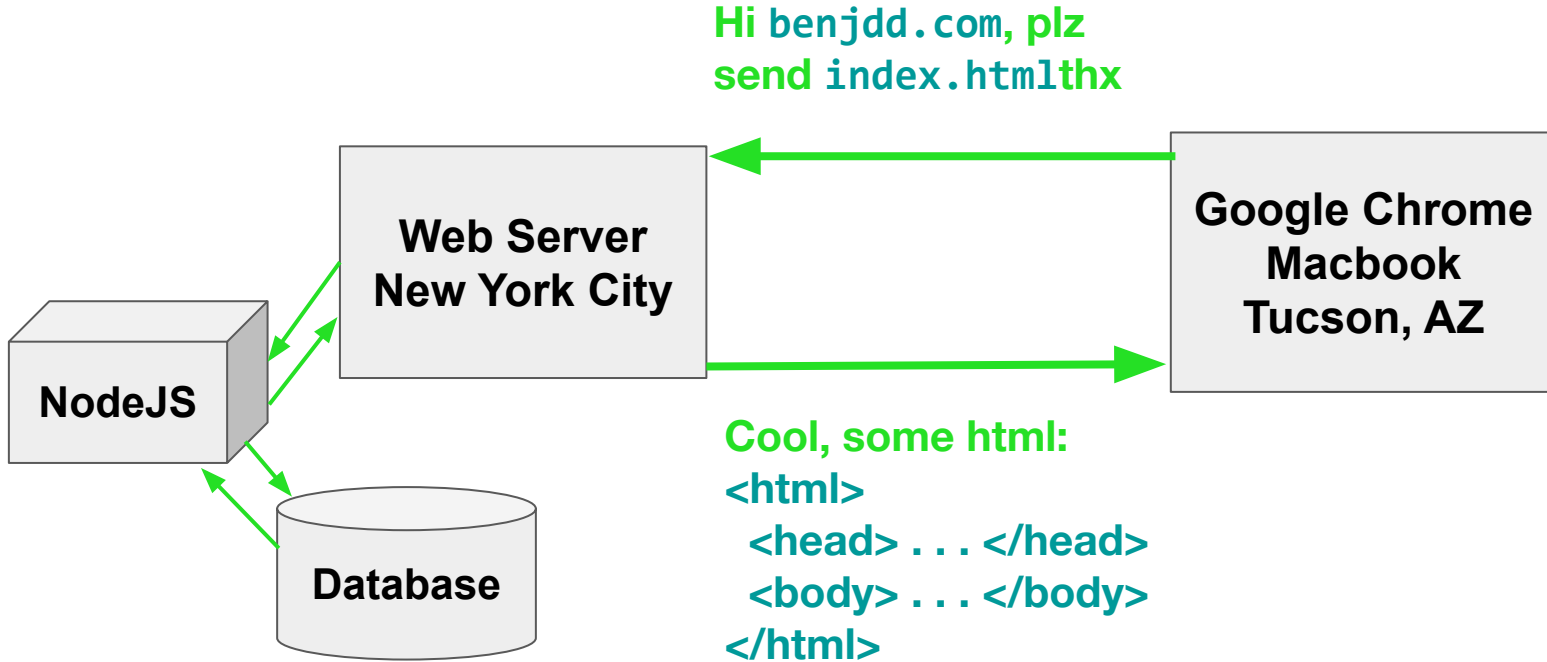 Hi benjdd.com, plz
send index.htmlthx
Web Server
New York City
Google Chrome
Macbook
Tucson, AZ
NodeJS
Database
Cool, some html:
<html>
<head> . . . </head>
<body> . . . </body>
</html>